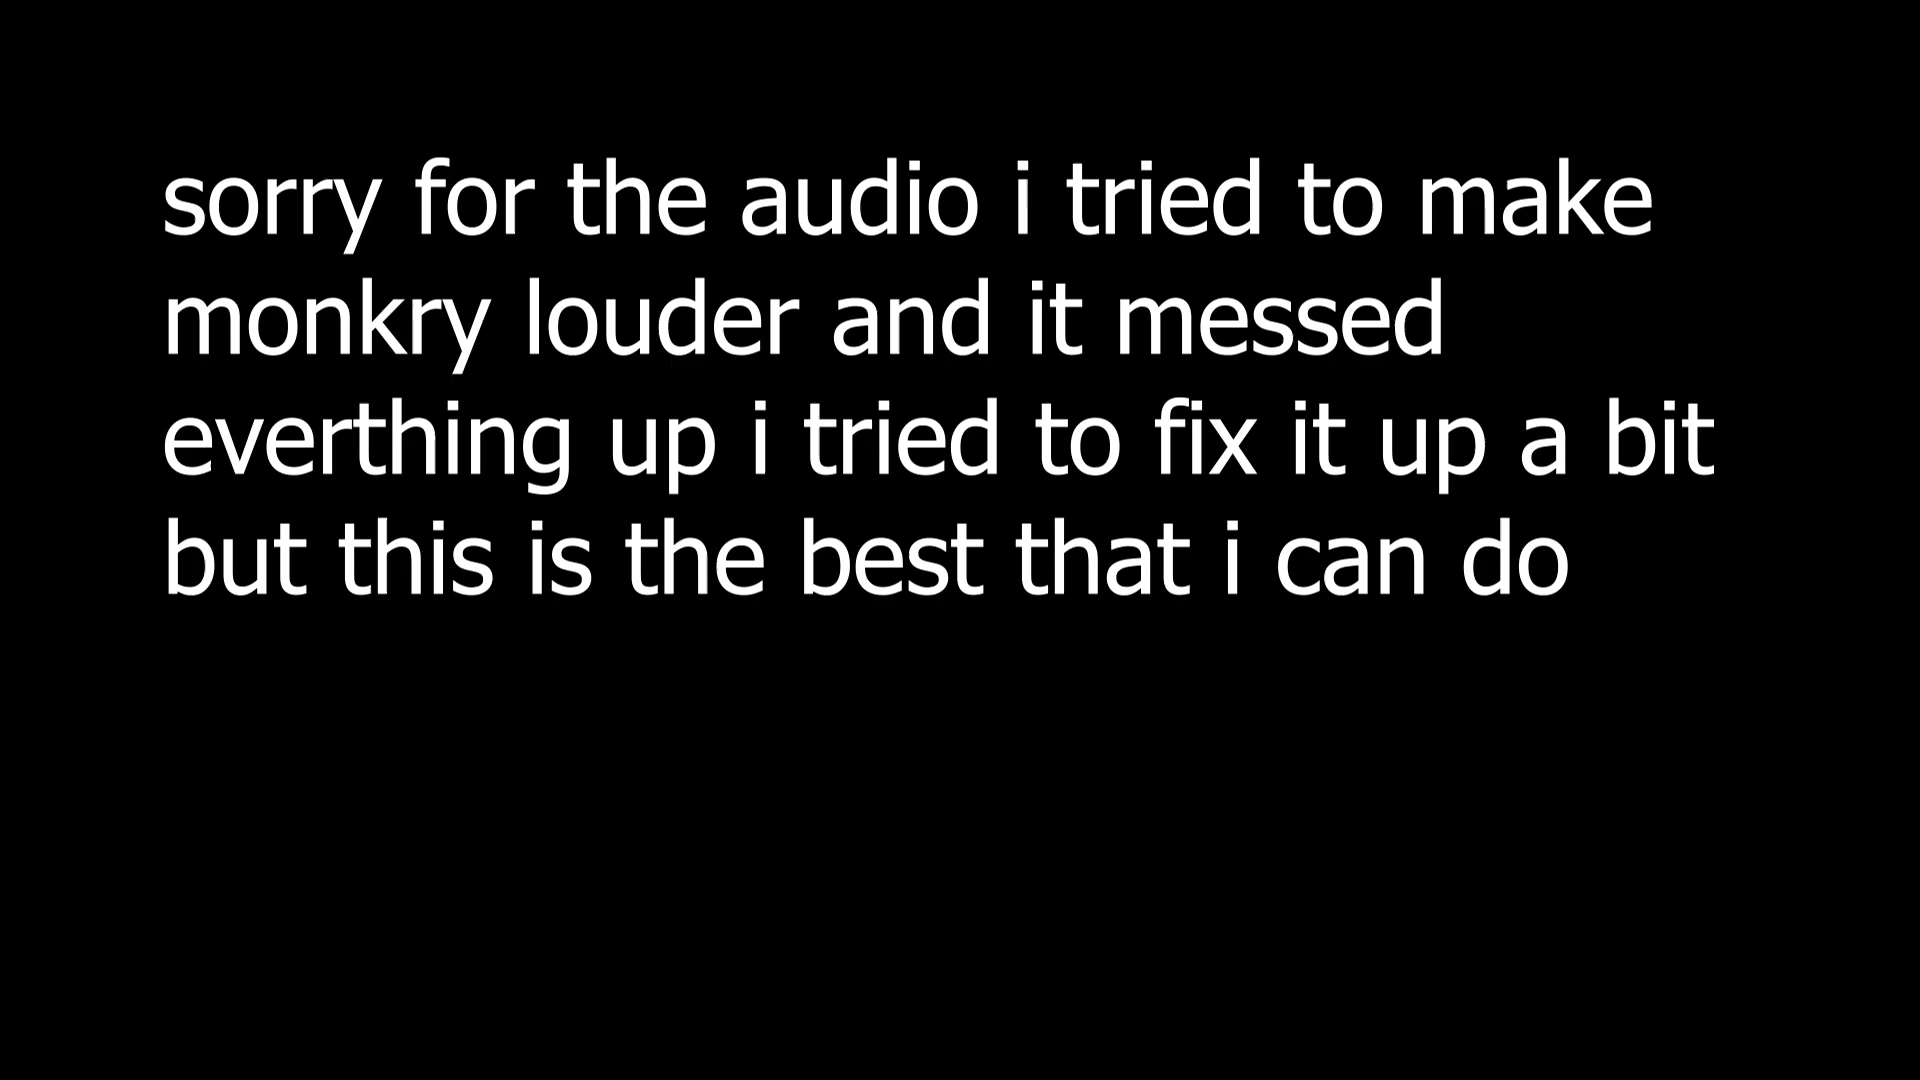 sorry for the audio i tried to make
monkry louder and it messed
everthing up i tried to fix it up a bit
but this is the best that i can do